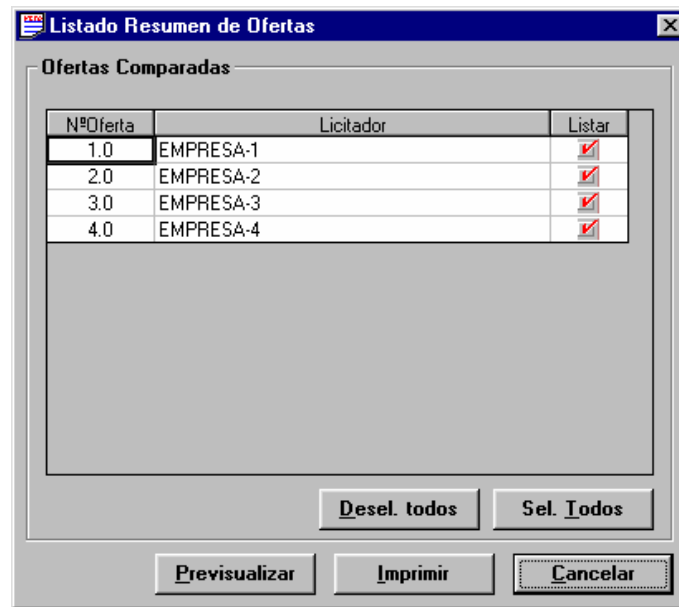 Listado Resumen de Ofertas
Ofertas Comparadas
NºOferta Licitador Listar
1.0 EMPRESA-1
2.0 EMPRESA-2
3.0 EMPRESA-3
4.0 EMPRESA-4
Desel. todos Sel. Todos
Previsualizar Imprimir Cancelar